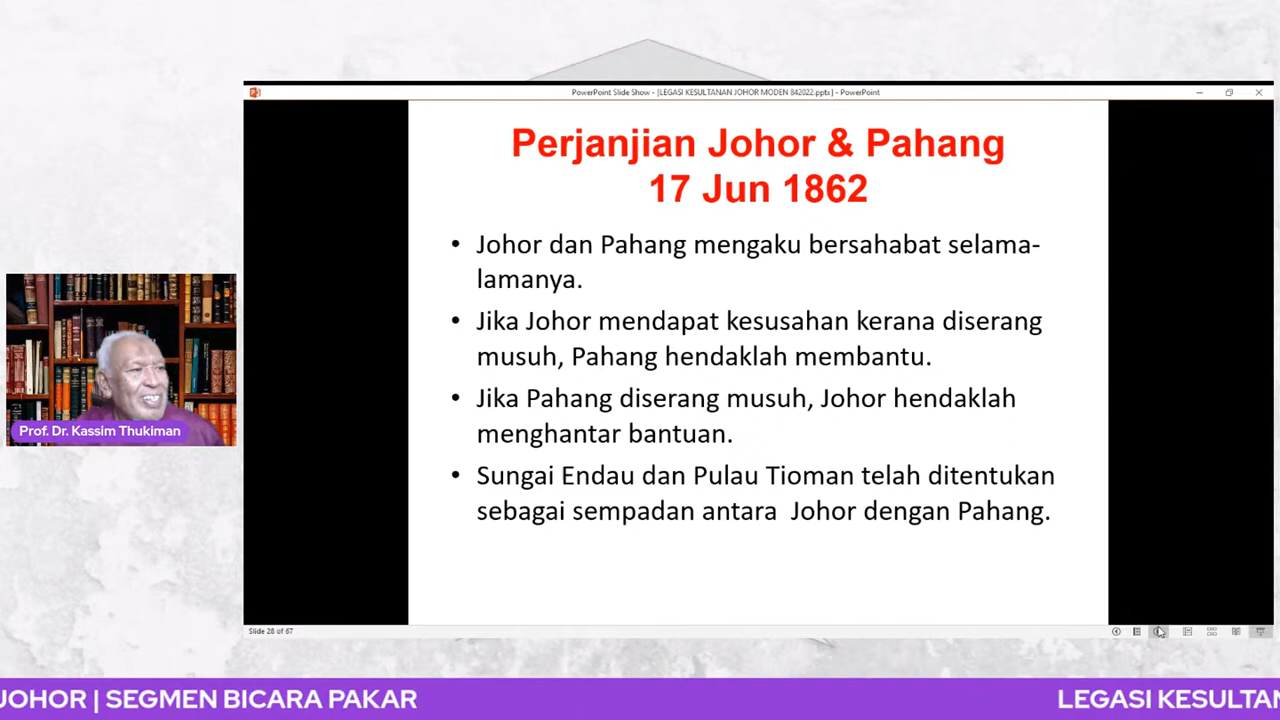 PowerPoint Slide Show - [LEGASI KESULTANAN JOHOR MODEN 842022.ppts] - PowerPoint
Perjanjian Johor & Pahang
17 Jun 1862
• Johor dan Pahang mengaku bersahabat selama-
lamanya.
• Jika Johor mendapat kesusahan kerana diserang
musuh, Pahang hendaklah membantu.
• Jika Pahang diserang musuh, Johor hendaklah
menghantar bantuan.
• Sungai Endau dan Pulau Tioman telah ditentukan
sebagai sempadan antara Johor dengan Pahang.
Prof. Dr. Kassim Thukiman
Slide 28 of 67
JOHOR | SEGMEN BICARA PAKAR
LEGASI KESULTAN